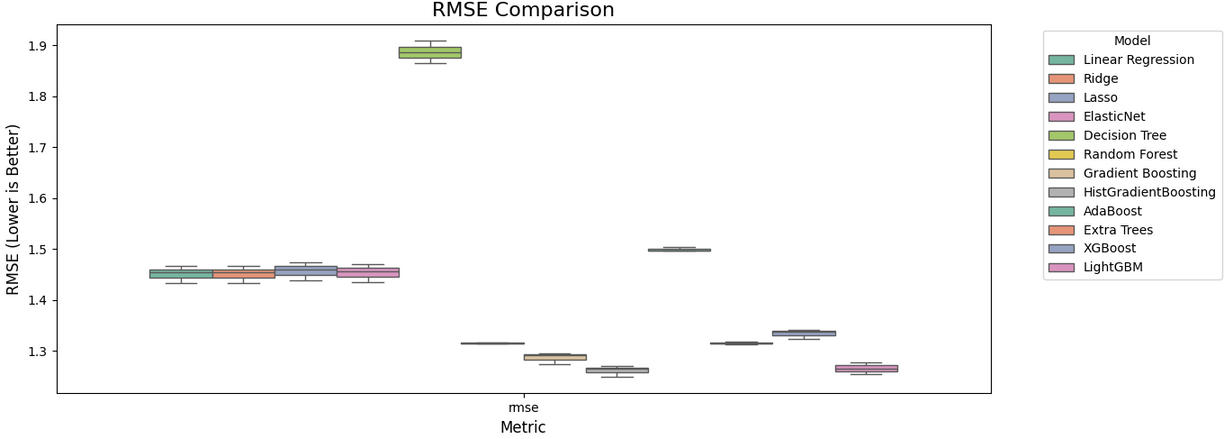 RMSE Comparison
RMSE (Lower is Better)
1.9
1.8
1.7
1.6
1.5
1.4
1.3
rmse
Metric
Model
Linear Regression
Ridge
Lasso
ElasticNet
Decision Tree
Random Forest
Gradient Boosting
HistGradientBoosting
AdaBoost
Extra Trees
XGBoost
LightGBM